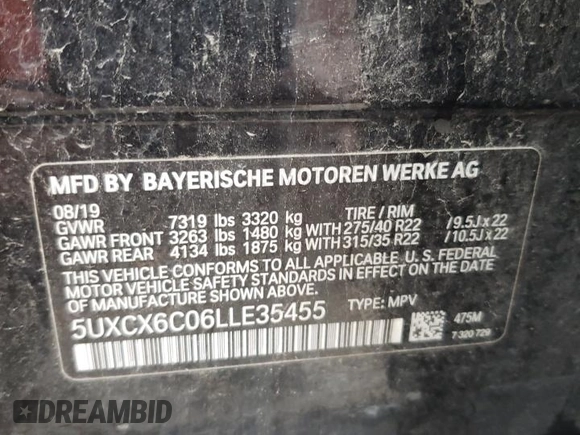 MFD BY BAYERISCHE MOTOREN WERKE AG
08/19 TIRE / RIM
GVWR 7319 lbs 3320 kg
GAWR FRONT 3263 lbs 1480 kg WITH 275/40 R22 / 9.5J x 22
GAWR REAR 4134 lbs 1875 kg WITH 315/35 R22 / 10.5J x 22
THIS VEHICLE CONFORMS TO ALL APPLICABLE U. S. FEDERAL
MOTOR VEHICLE SAFETY STANDARDS IN EFFECT ON THE DATE
OF MANUFACTURE SHOWN ABOVE.
5UXCX6C06LLE35455 TYPE: MPV
475M
7 320 729
DREAMBID